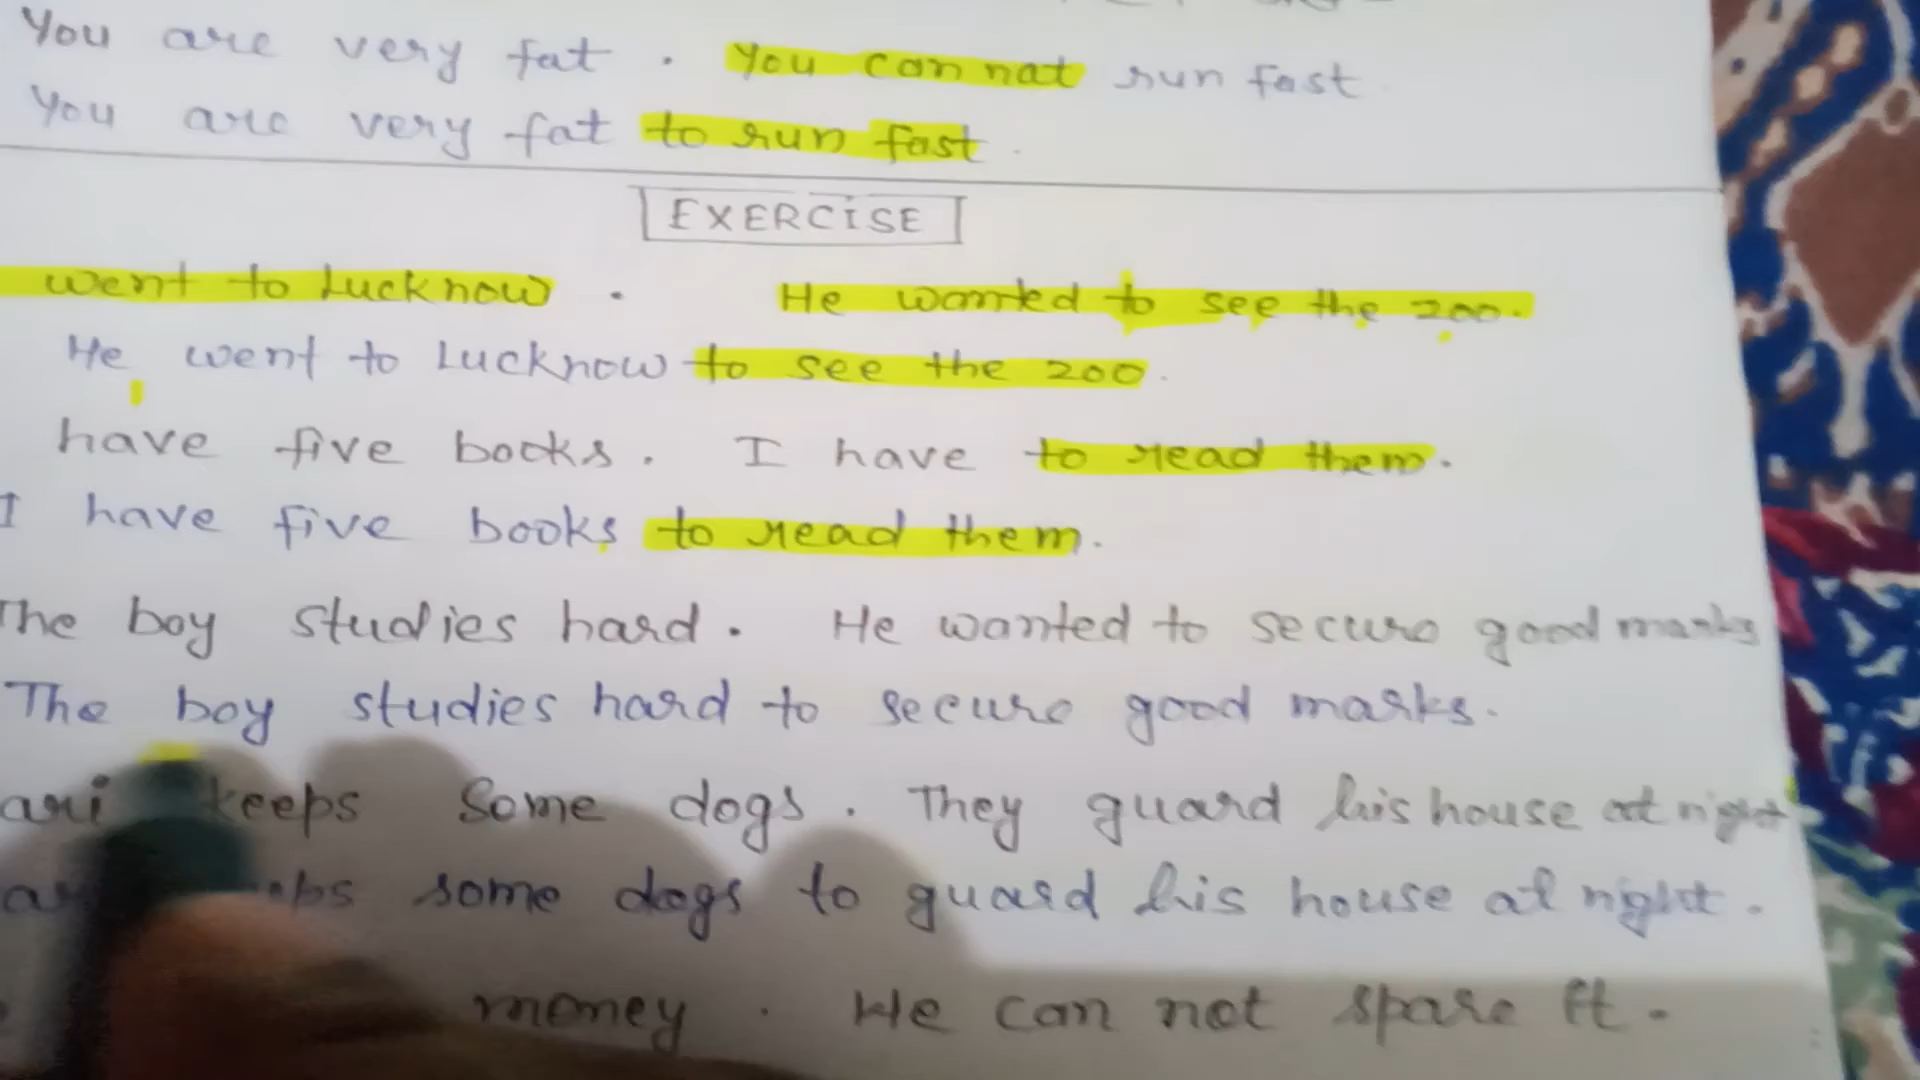 You are very fat. You can not run fast
You are very fat to run fast.
EXERCISE
went to Lucknow. He wanted to see the zoo.
He went to Lucknow to see the zoo.
have five books. I have to read them.
I have five books to read them.
The boy studies hard. He wanted to secure good marks
The boy studies hard to secure good marks.
ari keeps some dogs. They guard his house at night
some dogs to guard his house at night.
money. He can not spare it.